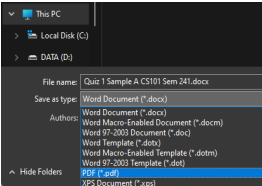 This PC
Local Disk (C:)
DATA (D:)
File name: Quiz 1 Sample A CS101 Sem 241.docx
Save as type: Word Document (*.docx)
Authors:
Word Document (*.docx)
Word Macro-Enabled Document (*.docm)
Word 97-2003 Document (*.doc)
Word Template (*.dotx)
Word Macro-Enabled Template (*.dotm)
Word 97-2003 Template (*.dot)
Hide Folders
PDF (*.pdf)
XPS Document (*.xps)